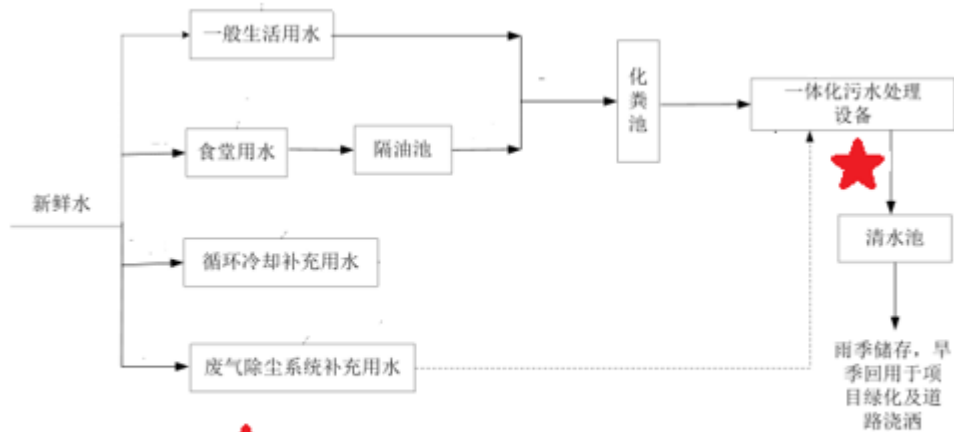 一般生活用水
化
粪
池
一体化污水处理
设备
食堂用水
隔油池
新鲜水
清水池
循环冷却补充用水
废气除尘系统补充用水
雨季储存，旱
季回用于项
目绿化及道
路浇洒